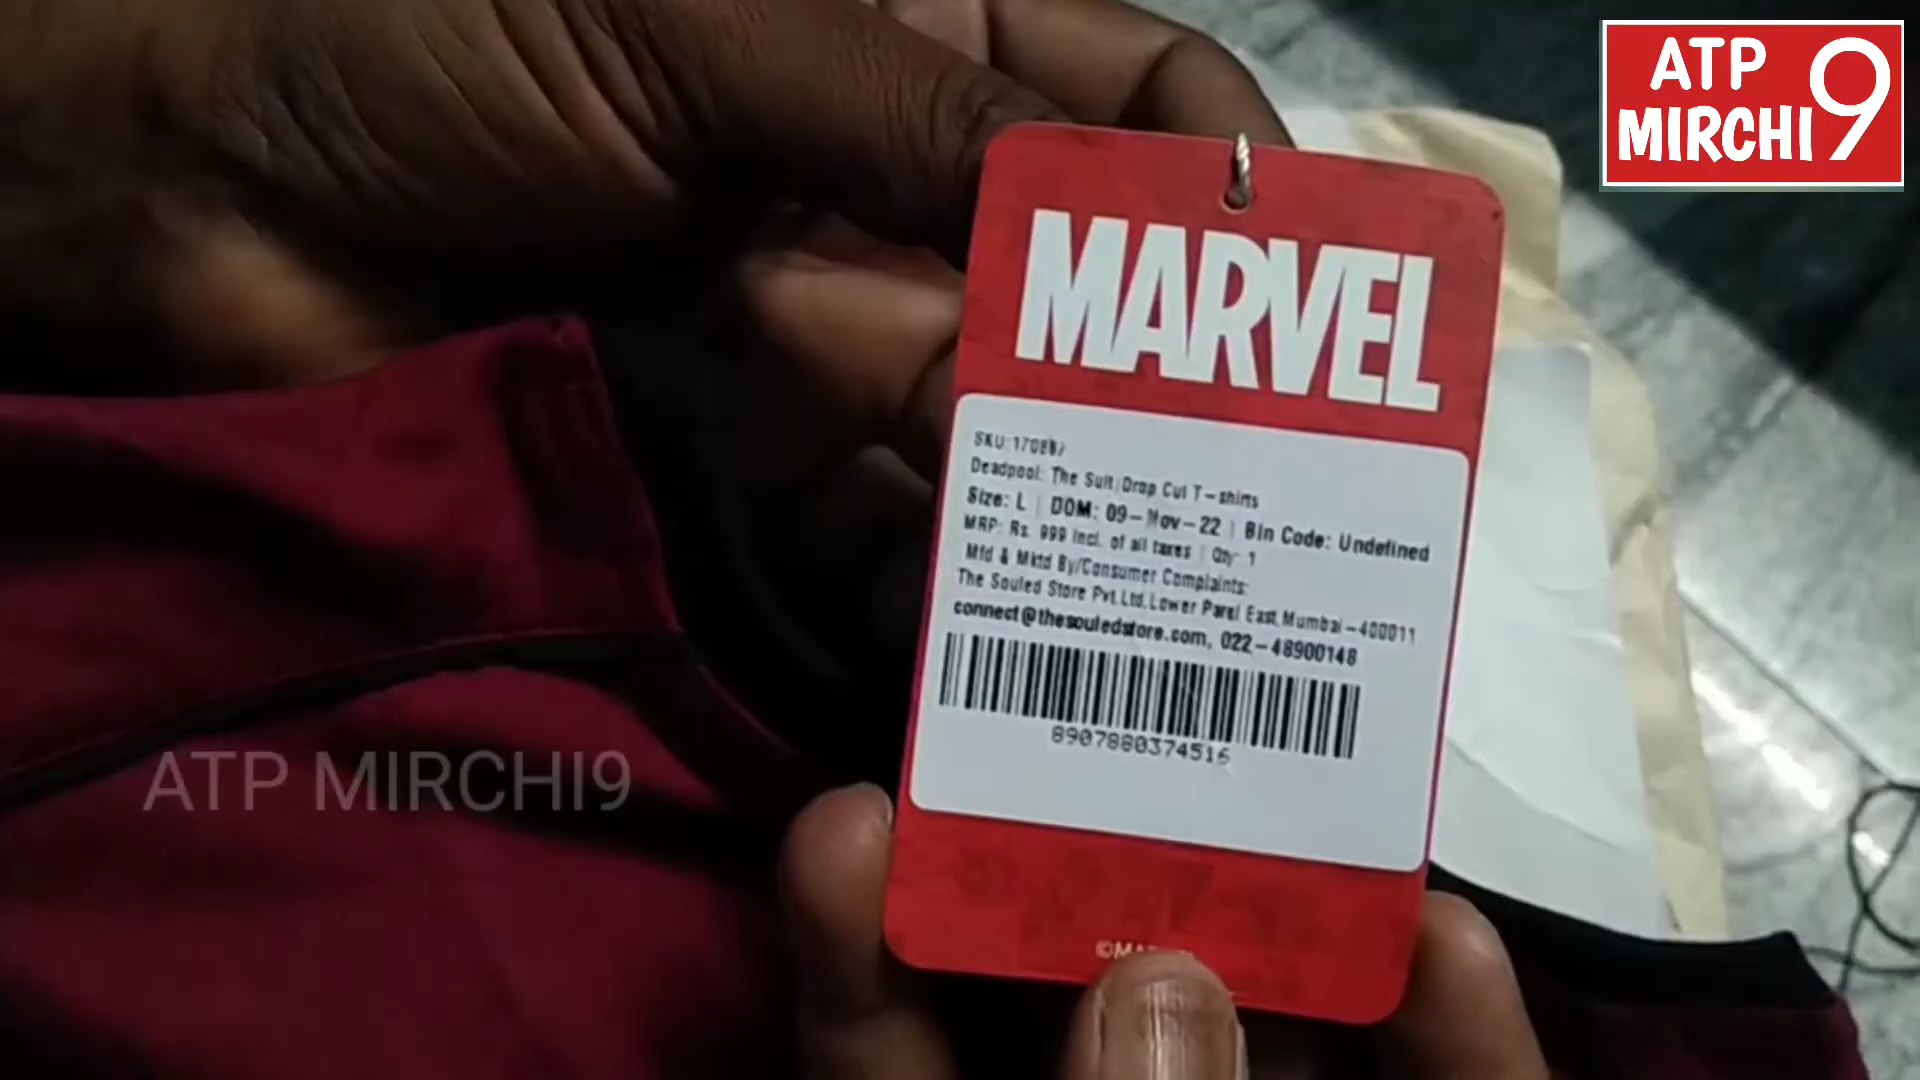 ATP
MIRCHI 9
MARVEL
Deadpool: The Suit Drop Cut T-shirts
Size: L | DOM: 09-Nov-22 | Bin Code: Undefined
MRP: Rs. 999 Incl. of all taxes | Qty: 1
Mfd & Mktd By/Consumer Complaints:
The Souled Store Pvt.Ltd.Lower Parel East,Mumbai-400011
connect@thesouledstore.com, 022-48900148
8907880374516
ATP MIRCHI9